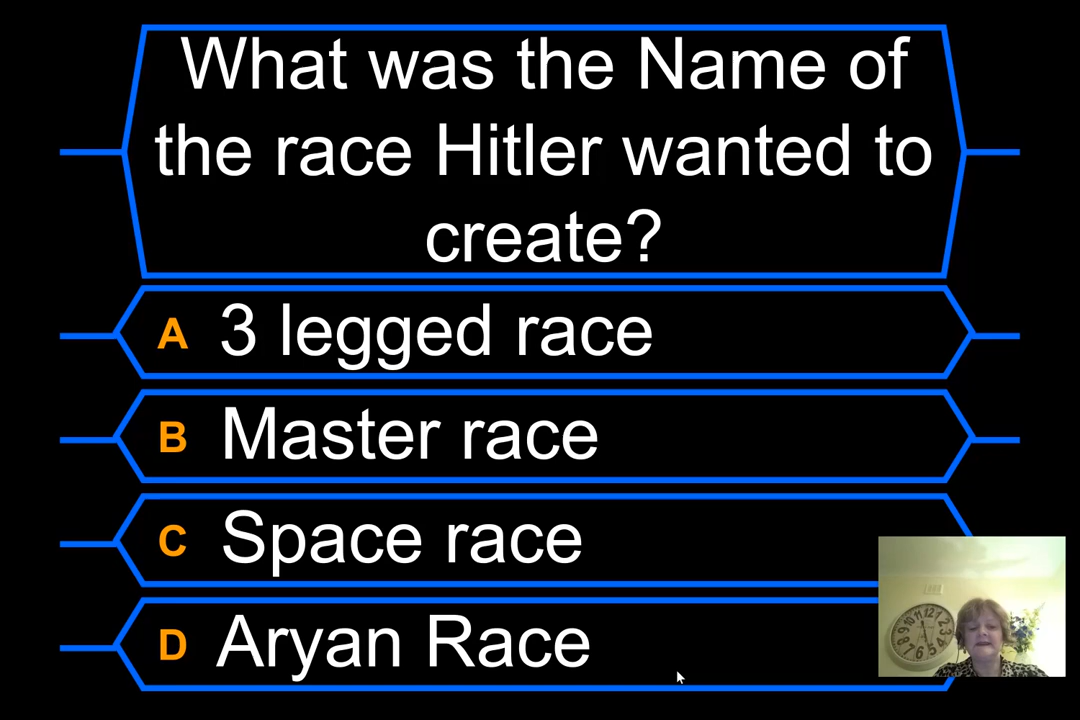 What was the Name of
the race Hitler wanted to
create?
A 3 legged race
B Master race
C Space race
D Aryan Race